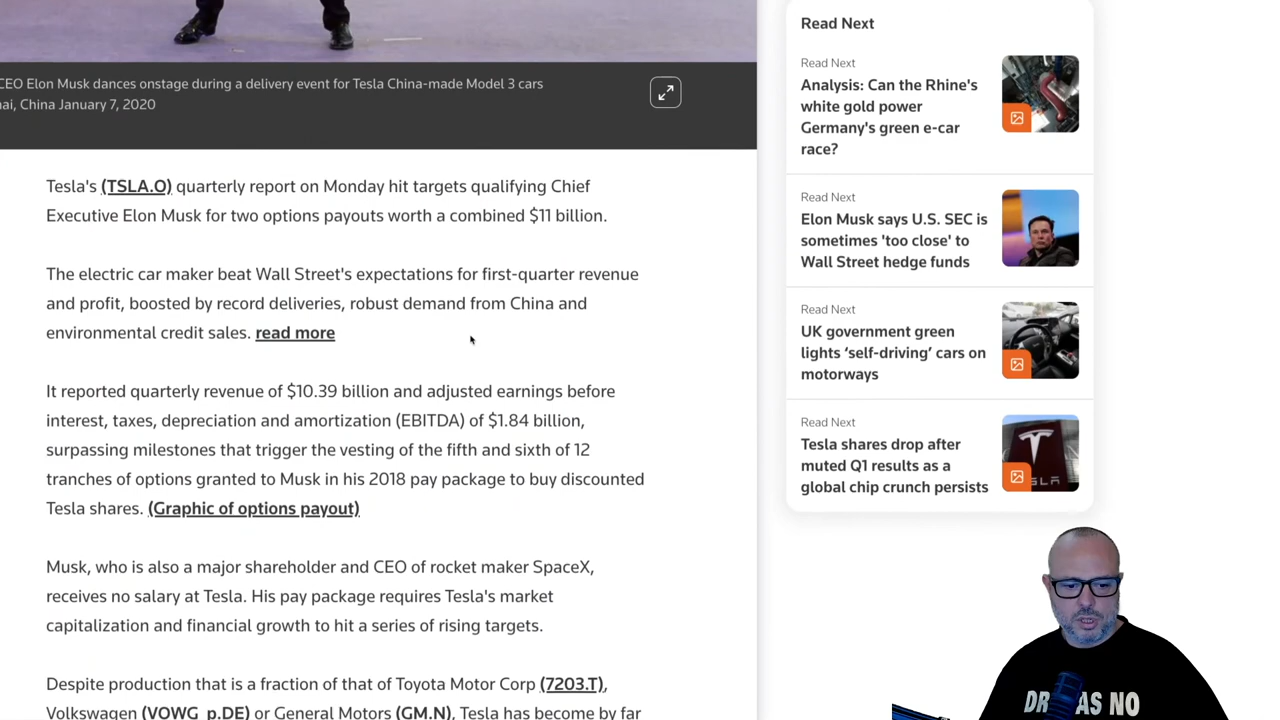 CEO Elon Musk dances onstage during a delivery event for Tesla China-made Model 3 cars
China January 7, 2020
Tesla's (TSLA.O) quarterly report on Monday hit targets qualifying Chief
Executive Elon Musk for two options payouts worth a combined $11 billion.
The electric car maker beat Wall Street's expectations for first-quarter revenue
and profit, boosted by record deliveries, robust demand from China and
environmental credit sales. read more
It reported quarterly revenue of $10.39 billion and adjusted earnings before
interest, taxes, depreciation and amortization (EBITDA) of $1.84 billion,
surpassing milestones that trigger the vesting of the fifth and sixth of 12
tranches of options granted to Musk in his 2018 pay package to buy discounted
Tesla shares. (Graphic of options payout)
Musk, who is also a major shareholder and CEO of rocket maker SpaceX,
receives no salary at Tesla. His pay package requires Tesla's market
capitalization and financial growth to hit a series of rising targets.
Despite production that is a fraction of that of Toyota Motor Corp (7203.T),
Volkswagen (VOWG_p.DE) or General Motors (GM.N), Tesla has become by far
Read Next
Read Next
Analysis: Can the Rhine's
white gold power
Germany's green e-car
race?
Read Next
Elon Musk says U.S. SEC is
sometimes 'too close' to
Wall Street hedge funds
Read Next
UK government green
lights ‘self-driving’ cars on
motorways
Read Next
Tesla shares drop after
muted Q1 results as a
global chip crunch persists
NO